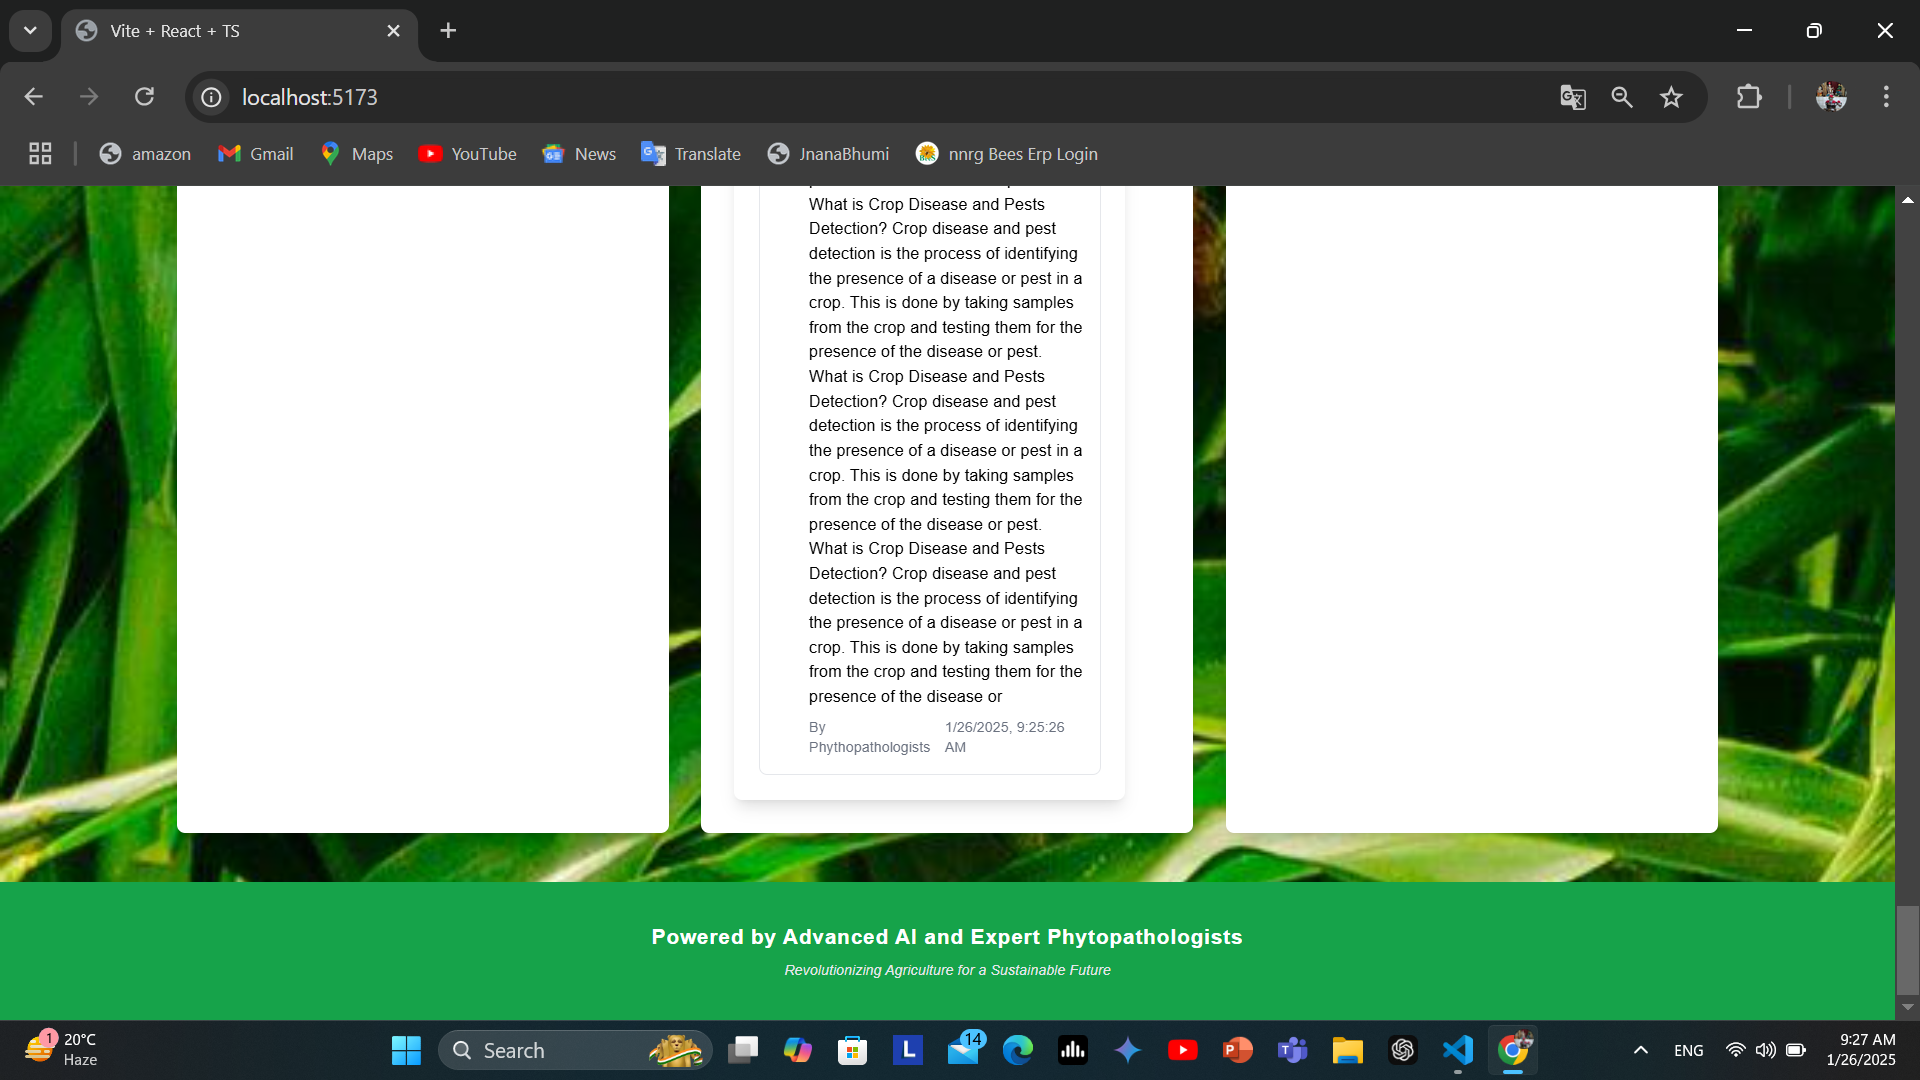 Vite + React + TS
localhost:5173
amazon
Gmail
Maps
YouTube
News
Translate
JnanaBhumi
nnrg Bees Erp Login
What is Crop Disease and Pests
Detection? Crop disease and pest
detection is the process of identifying
the presence of a disease or pest in a
crop. This is done by taking samples
from the crop and testing them for the
presence of the disease or pest.
What is Crop Disease and Pests
Detection? Crop disease and pest
detection is the process of identifying
the presence of a disease or pest in a
crop. This is done by taking samples
from the crop and testing them for the
presence of the disease or pest.
What is Crop Disease and Pests
Detection? Crop disease and pest
detection is the process of identifying
the presence of a disease or pest in a
crop. This is done by taking samples
from the crop and testing them for the
presence of the disease or
By
Phythopathologists
1/26/2025, 9:25:26
AM
Powered by Advanced AI and Expert Phytopathologists
Revolutionizing Agriculture for a Sustainable Future
1
20°C
Haze
Search
L
14
ENG
9:27 AM
1/26/2025